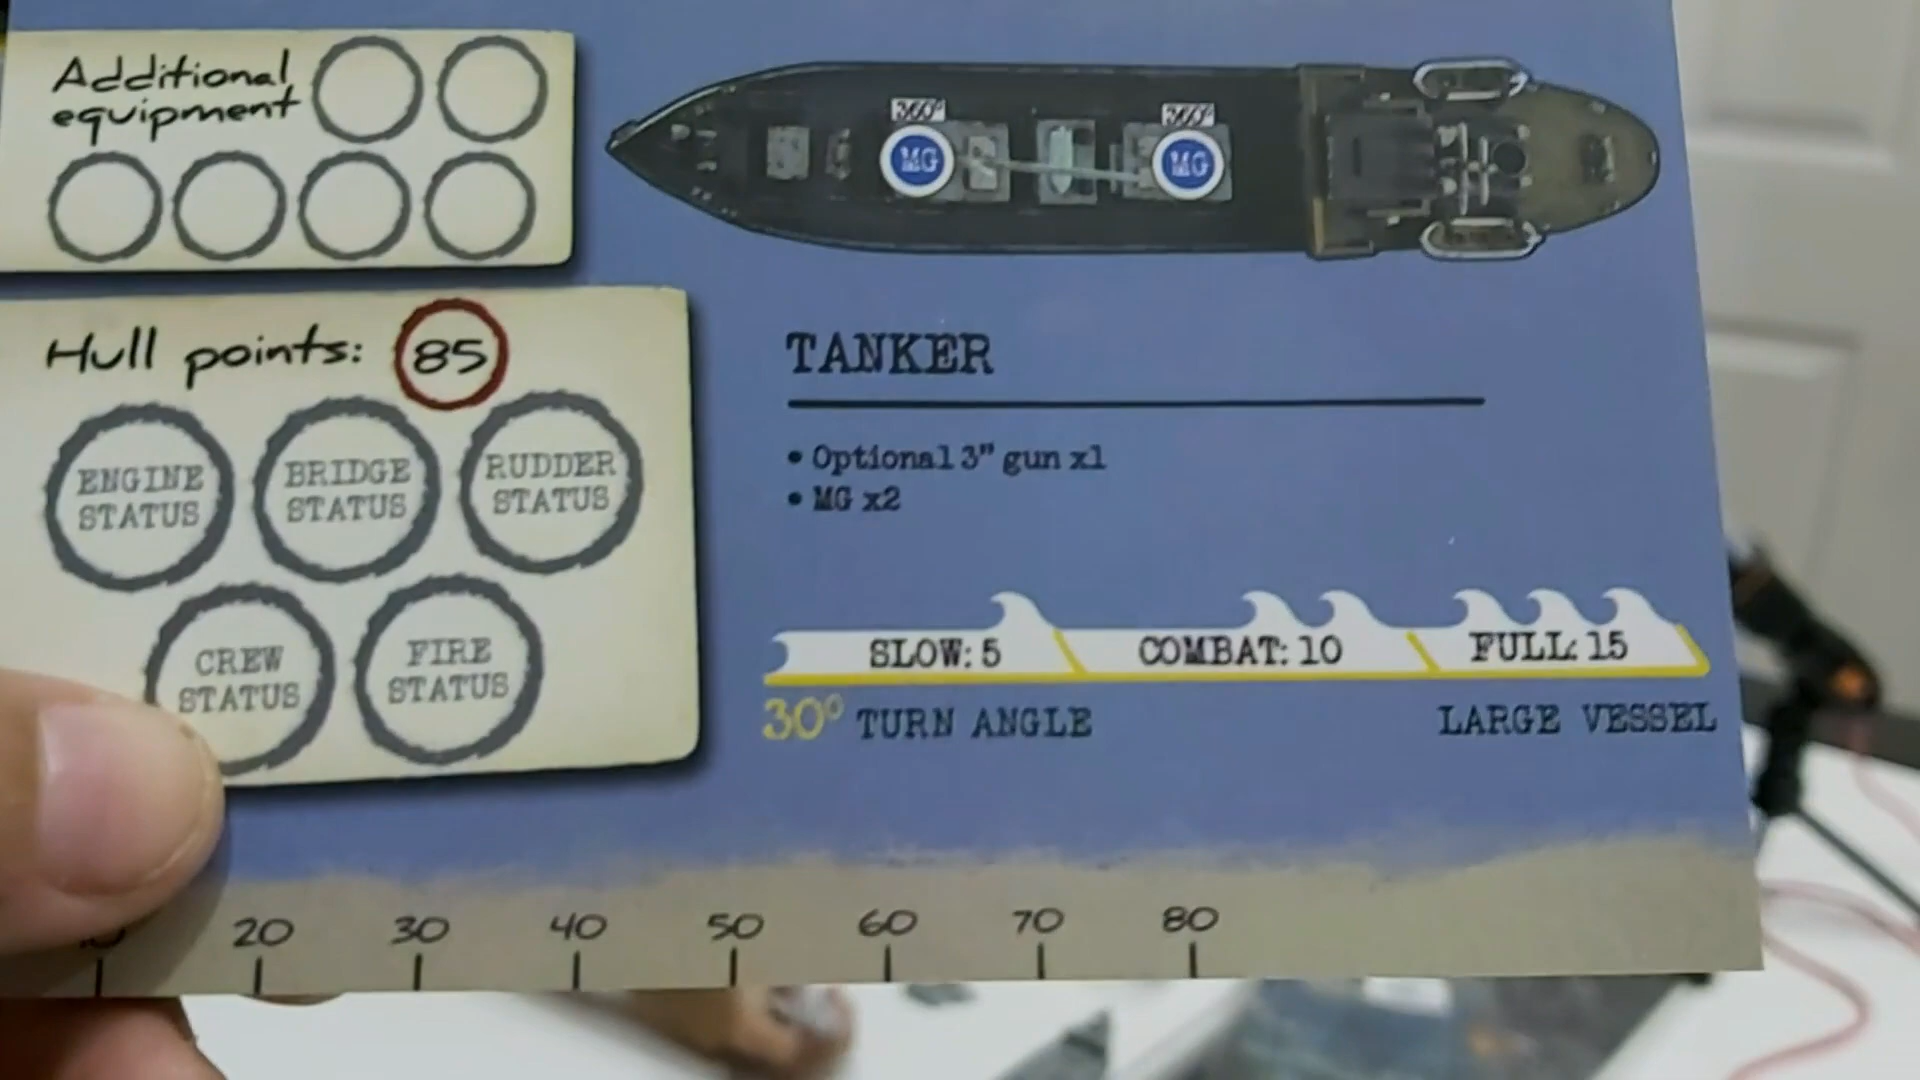 Additional
equipment
360°
360°
MG
MG
Hull points: 85
TANKER
• Optional 3" gun x1
• MG x2
ENGINE
STATUS
BRIDGE
STATUS
RUDDER
STATUS
CREW
STATUS
FIRE
STATUS
SLOW: 5
COMBAT: 10
FULL: 15
30° TURN ANGLE
LARGE VESSEL
10 20 30 40 50 60 70 80